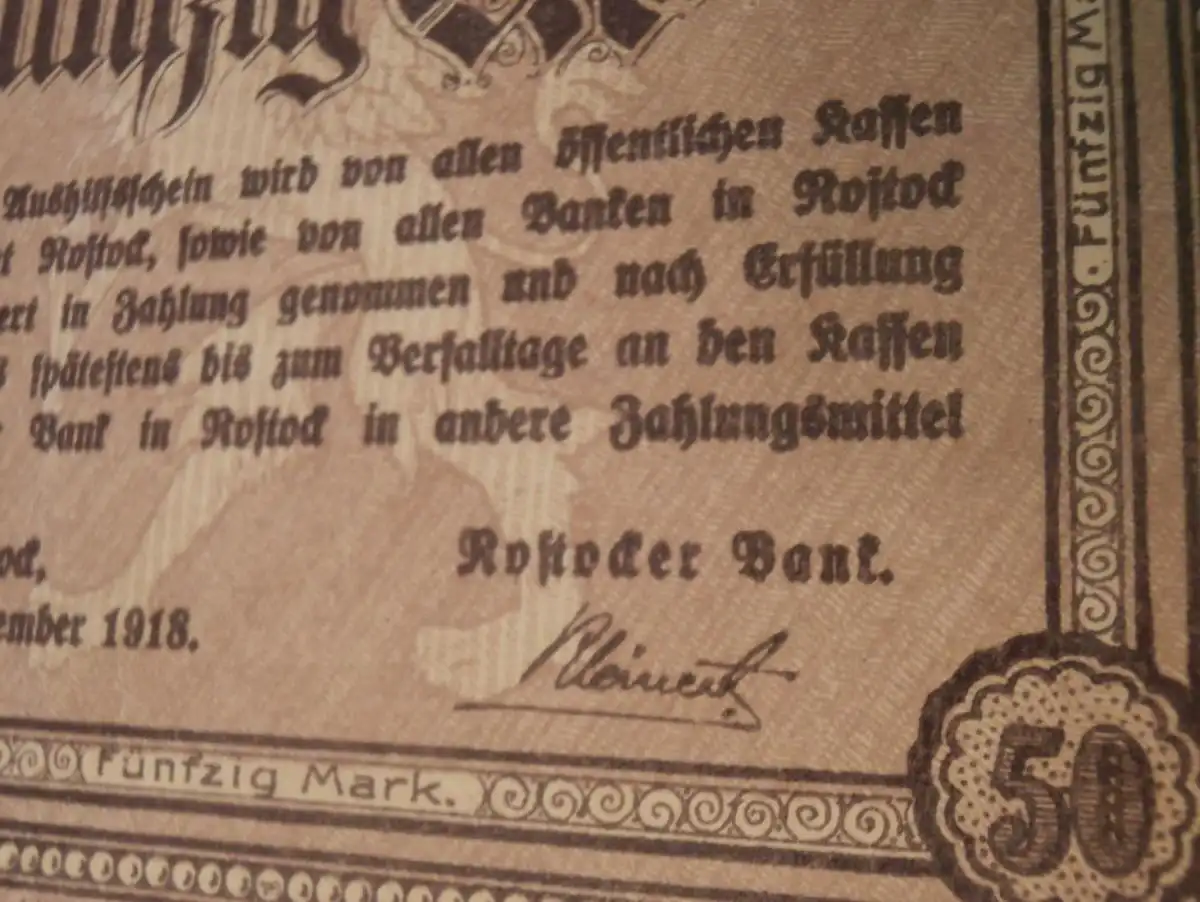 Aushilfsschein wird von allen öffentlichen Kassen
Rostock, sowie von allen Banken in Rostock
in Zahlung genommen und nach Erfüllung
spätestens bis zum Verfalltage an den Kassen
Bank in Rostock in andere Zahlungsmittel
ock,
ember 1918.
Rostocker Bank.
Fünfzig Mark.
Fünfzig Ma
50